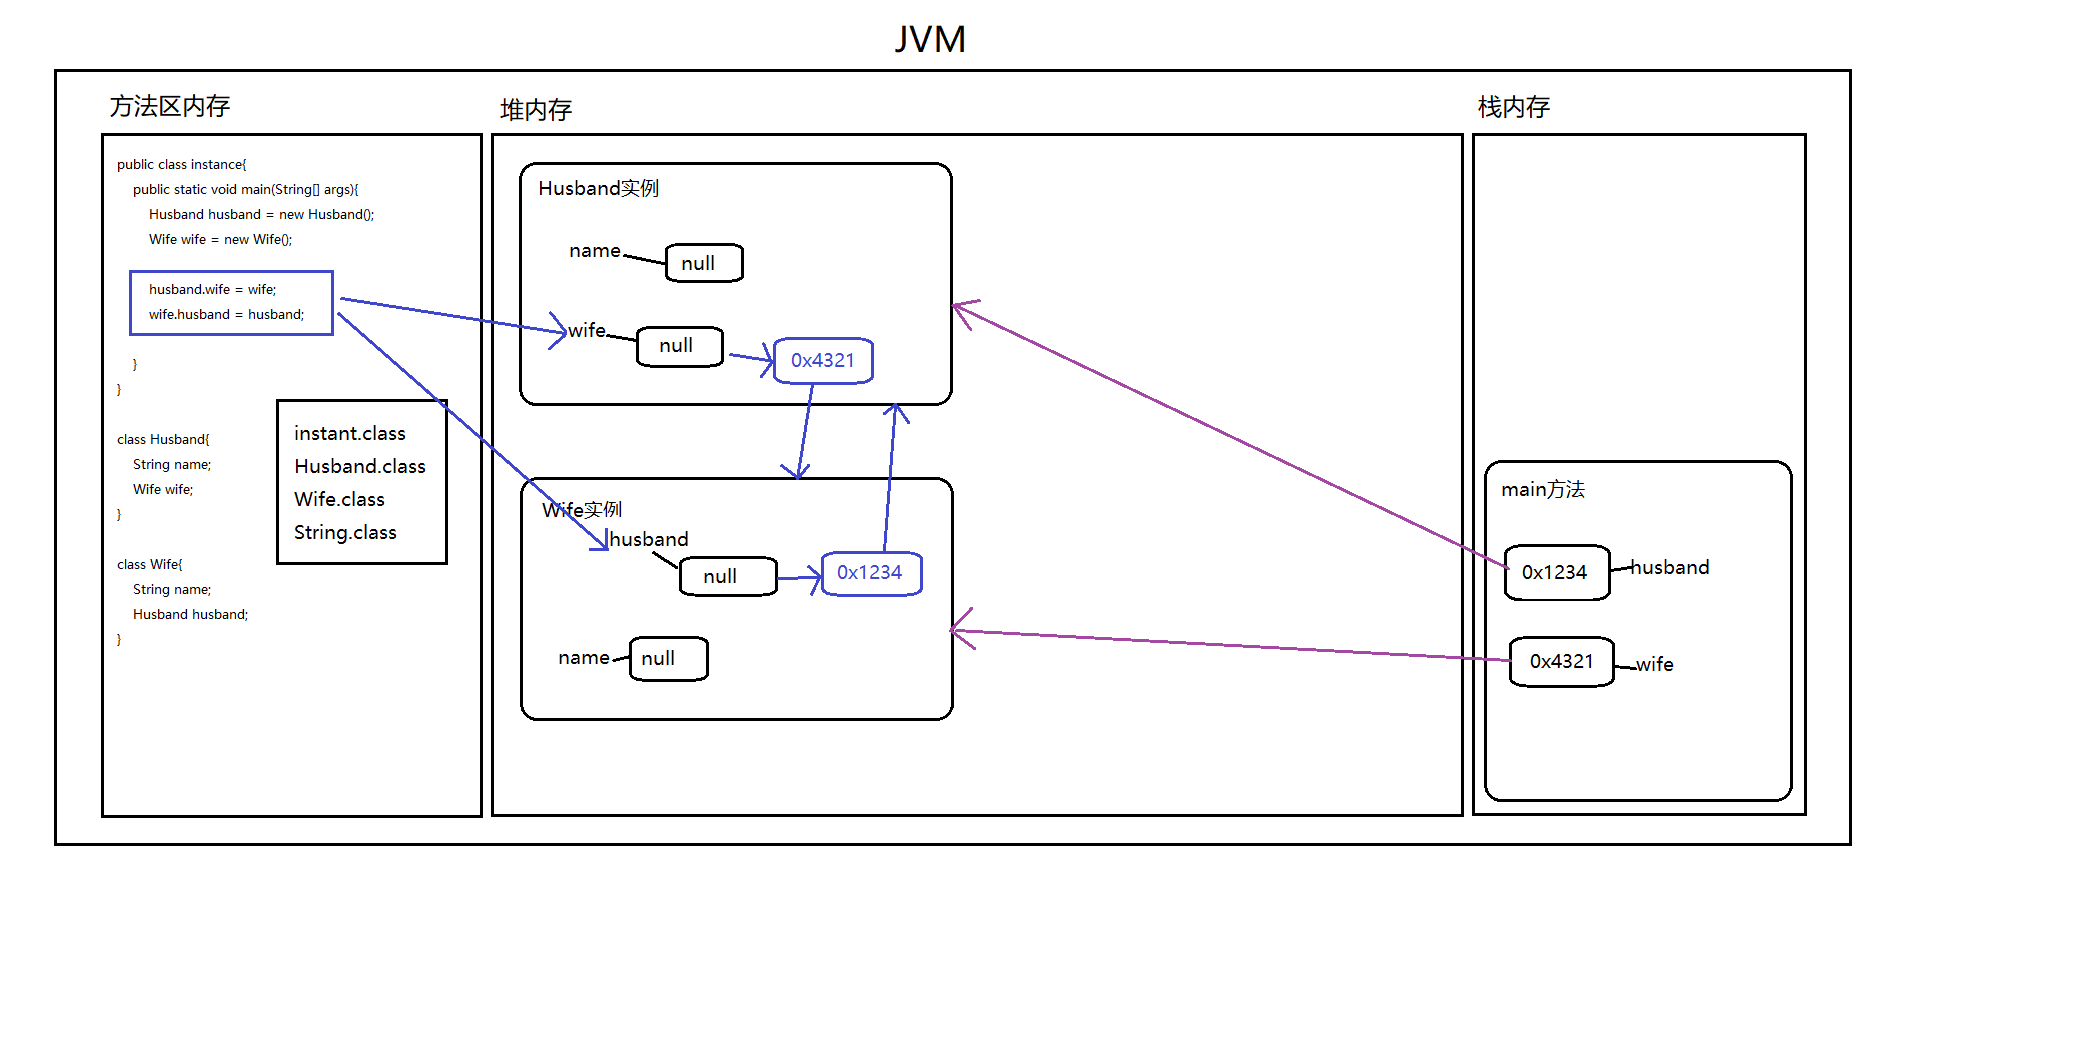 JVM
方法区内存
public class instance{
public static void main(String[] args){
Husband husband = new Husband();
Wife wife = new Wife();
husband.wife = wife;
wife.husband = husband;
}
}
class Husband{
String name;
Wife wife;
}
class Wife{
String name;
Husband husband;
}
instant.class
Husband.class
Wife.class
String.class
堆内存
Husband实例
name
null
wife
null
0x4321
Wife实例
husband
null
0x1234
name
null
栈内存
main方法
0x1234
husband
0x4321
wife